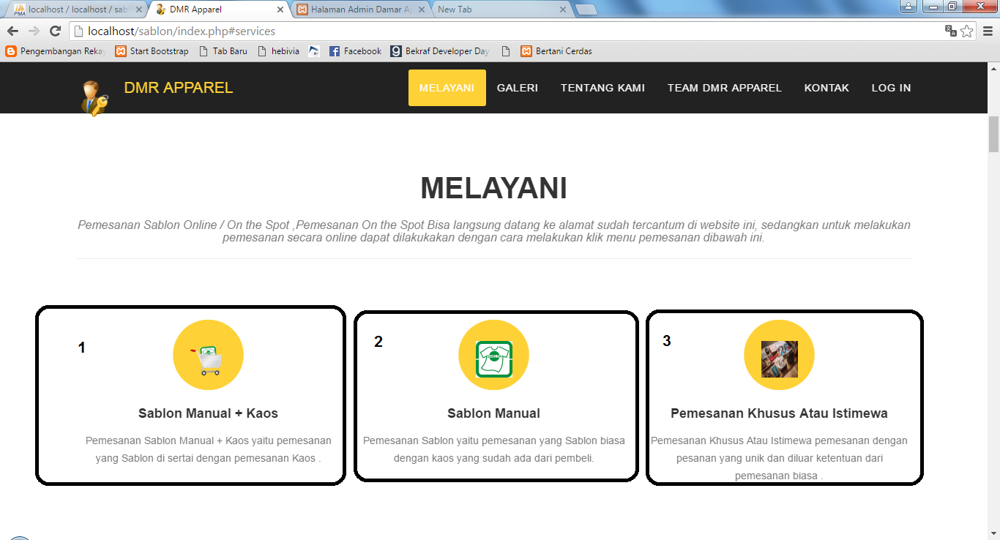 localhost / localhost / sabl
DMR Apparel
Halaman Admin Damar A
New Tab
localhost/sablon/index.php#services
Pengembangan Reka
Start Bootstrap
Tab Baru
hebivia
Facebook
Bekraf Developer Day
Bertani Cerdas
DMR APPAREL
MELAYANI
GALERI
TENTANG KAMI
TEAM DMR APPAREL
KONTAK
LOG IN
MELAYANI
Pemesanan Sablon Online / On the Spot ,Pemesanan On the Spot Bisa langsung datang ke alamat sudah tercantum di website ini, sedangkan untuk melakukan
pemesanan secara online dapat dilakukakan dengan cara melakukan klik menu pemesanan dibawah ini.
1
Sablon Manual + Kaos
Pemesanan Sablon Manual + Kaos yaitu pemesanan
yang Sablon di sertai dengan pemesanan Kaos .
2
SABLON
Sablon Manual
Pemesanan Sablon yaitu pemesanan yang Sablon biasa
dengan kaos yang sudah ada dari pembeli.
3
Pemesanan Khusus Atau Istimewa
Pemesanan Khusus Atau Istimewa pemesanan dengan
pesanan yang unik dan diluar ketentuan dari
pemesanan biasa .